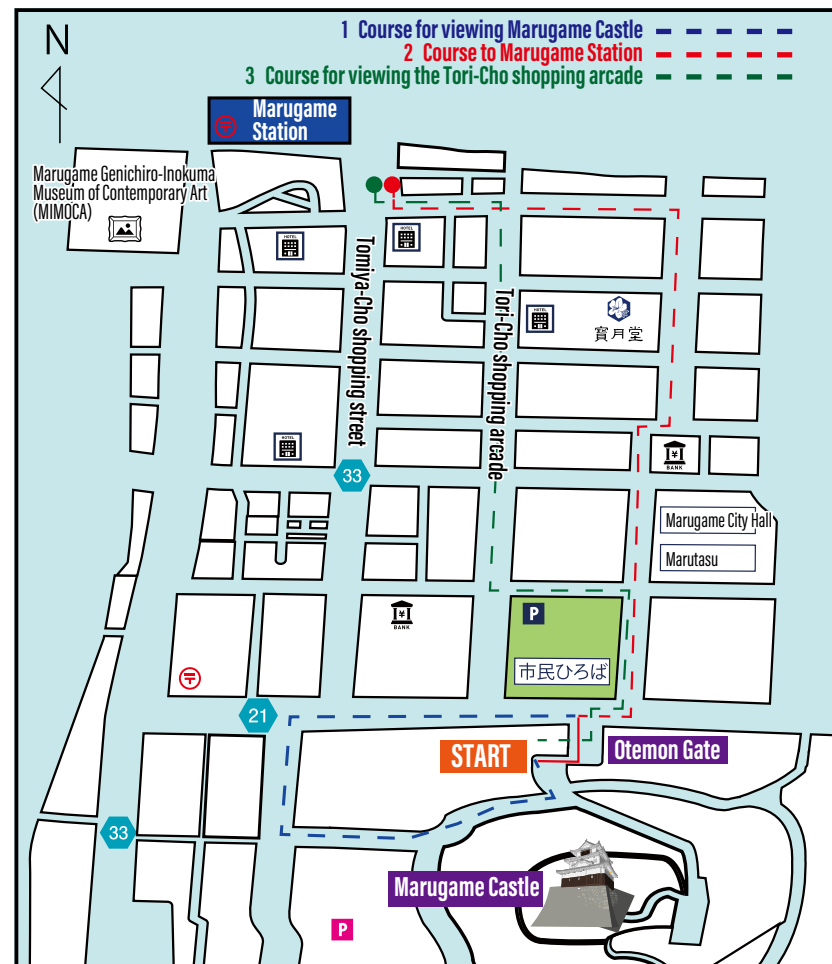 N
1 Course for viewing Marugame Castle
2 Course to Marugame Station
3 Course for viewing the Tori-Cho shopping arcade
Marugame
Station
Marugame Genichiro-Inokuma
Museum of Contemporary Art
(MIMOCA)
HOTEL
HOTEL
Tomiya-Cho shopping street
Tori-Cho shopping arcade
HOTEL
寳月堂
HOTEL
33
¥
BANK
Marugame City Hall
Marutasu
¥
BANK
P
市民ひろば
21
START
Otemon Gate
33
Marugame Castle
P